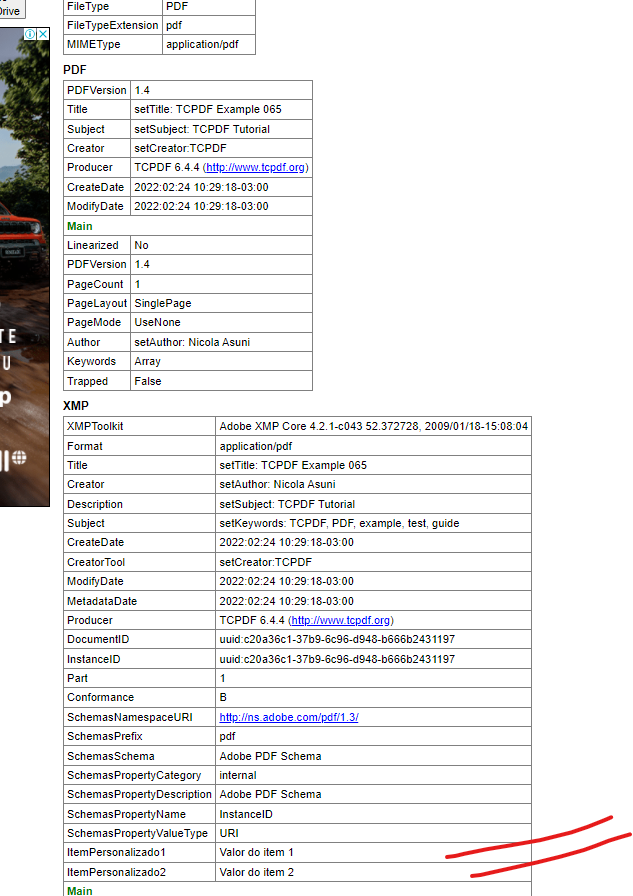 Drive
FileType PDF
FileTypeExtension pdf
MIMEType application/pdf
PDF
PDFVersion 1.4
Title setTitle: TCPDF Example 065
Subject setSubject: TCPDF Tutorial
Creator setCreator:TCPDF
Producer TCPDF 6.4.4 (http://www.tcpdf.org)
CreateDate 2022:02:24 10:29:18-03:00
ModifyDate 2022:02:24 10:29:18-03:00
Main
Linearized No
PDFVersion 1.4
PageCount 1
PageLayout SinglePage
PageMode UseNone
Author setAuthor: Nicola Asuni
Keywords Array
Trapped False
XMP
XMPToolkit Adobe XMP Core 4.2.1-c043 52.372728, 2009/01/18-15:08:04
Format application/pdf
Title setTitle: TCPDF Example 065
Creator setAuthor: Nicola Asuni
Description setSubject: TCPDF Tutorial
Subject setKeywords: TCPDF, PDF, example, test, guide
CreateDate 2022:02:24 10:29:18-03:00
CreatorTool setCreator:TCPDF
ModifyDate 2022:02:24 10:29:18-03:00
MetadataDate 2022:02:24 10:29:18-03:00
Producer TCPDF 6.4.4 (http://www.tcpdf.org)
DocumentID uuid:c20a36c1-37b9-6c96-d948-b666b2431197
InstanceID uuid:c20a36c1-37b9-6c96-d948-b666b2431197
Part 1
Conformance B
SchemasNamespaceURI http://ns.adobe.com/pdf/1.3/
SchemasPrefix pdf
SchemasSchema Adobe PDF Schema
SchemasPropertyCategory internal
SchemasPropertyDescription Adobe PDF Schema
SchemasPropertyName InstanceID
SchemasPropertyValueType URI
ItemPersonalizado1 Valor do item 1
ItemPersonalizado2 Valor do item 2
Main